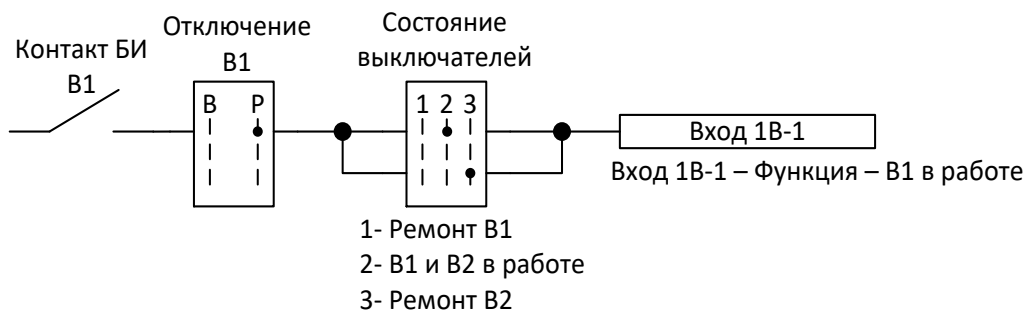 Контакт БИ
В1
Отключение
В1
Состояние
выключателей
В Р
1 2 3
Вход 1В-1
Вход 1В-1 – Функция – В1 в работе
1- Ремонт В1
2- В1 и В2 в работе
3- Ремонт В2